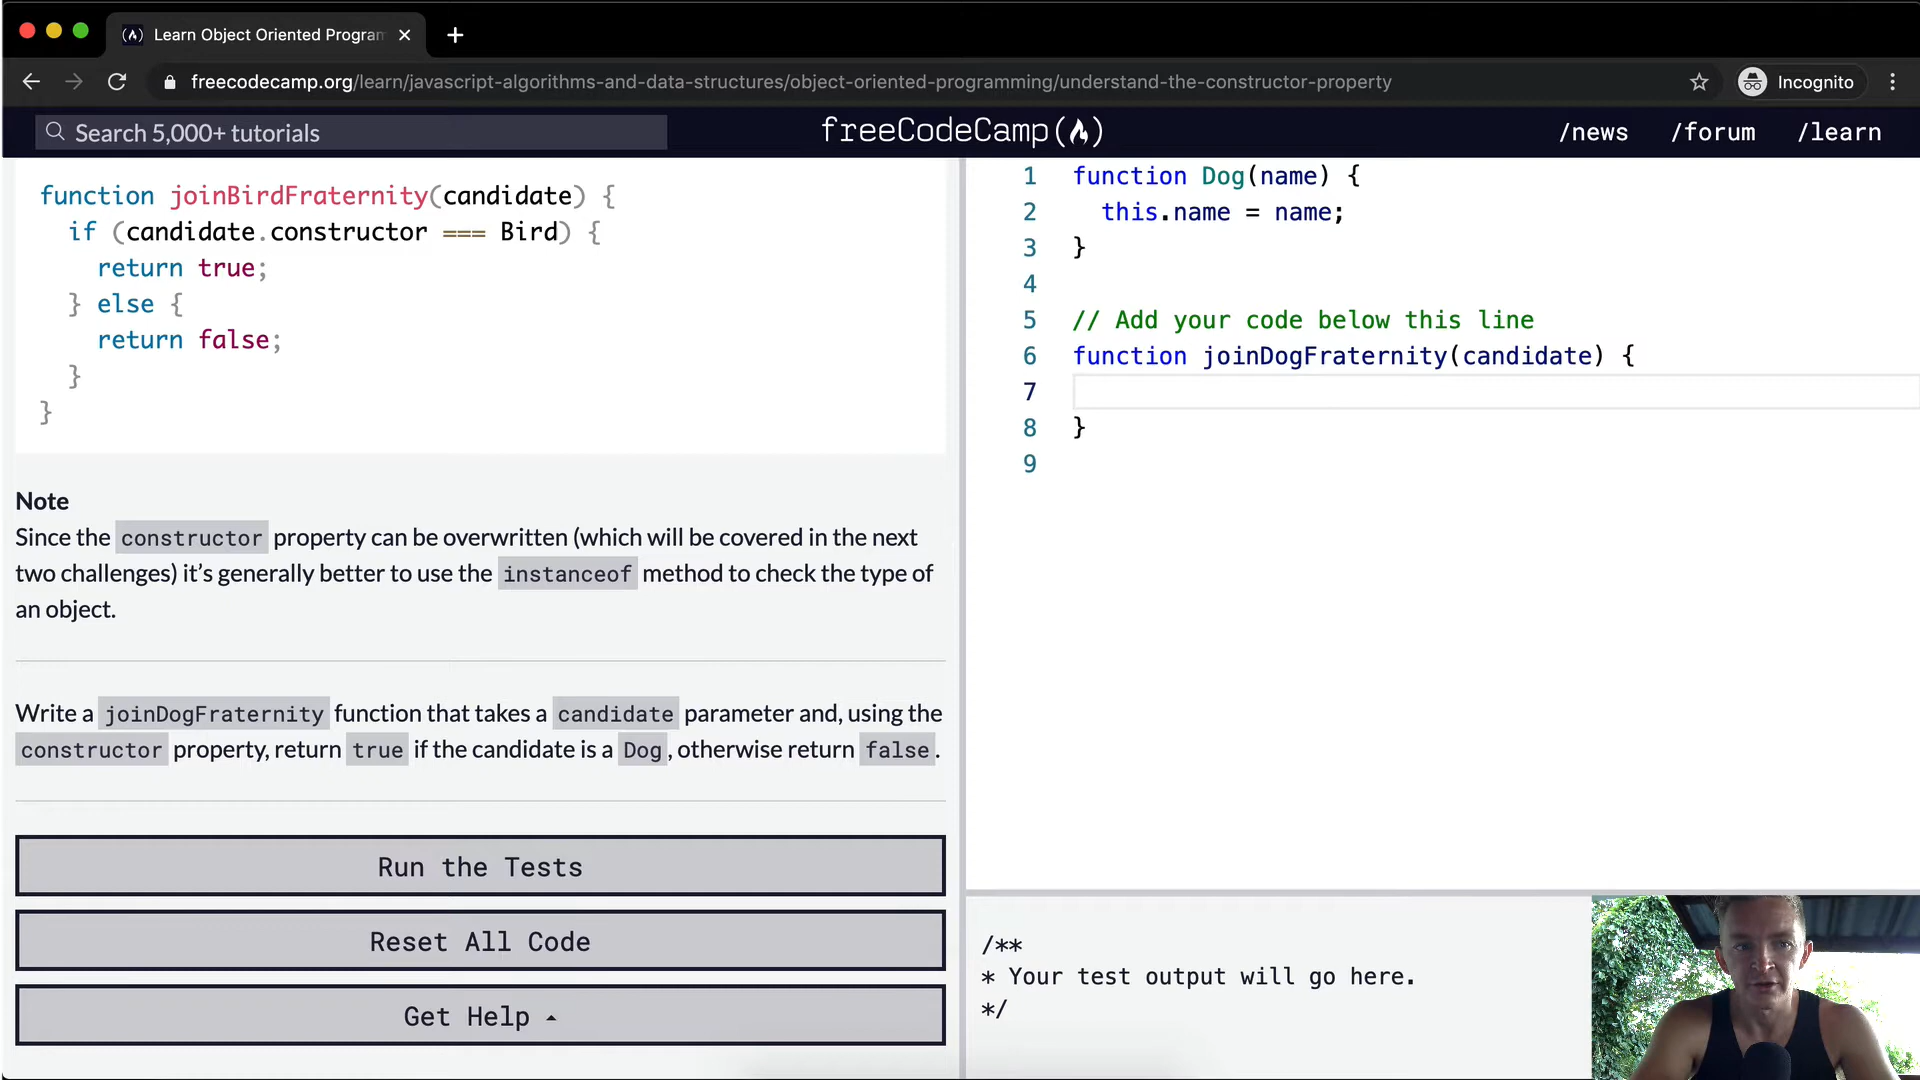 Learn Object Oriented Program
freecodecamp.org/learn/javascript-algorithms-and-data-structures/object-oriented-programming/understand-the-constructor-property
Incognito
Search 5,000+ tutorials
freeCodeCamp
/news /forum /learn
function joinBirdFraternity(candidate) {
  if (candidate.constructor === Bird) {
    return true;
  } else {
    return false;
  }
}
Note
Since the constructor property can be overwritten (which will be covered in the next
two challenges) it's generally better to use the instanceof method to check the type of
an object.
Write a joinDogFraternity function that takes a candidate parameter and, using the
constructor property, return true if the candidate is a Dog, otherwise return false.
Run the Tests
Reset All Code
Get Help
1 function Dog(name) {
2   this.name = name;
3 }
4
5 // Add your code below this line
6 function joinDogFraternity(candidate) {
7
8 }
9
/**
* Your test output will go here.
*/